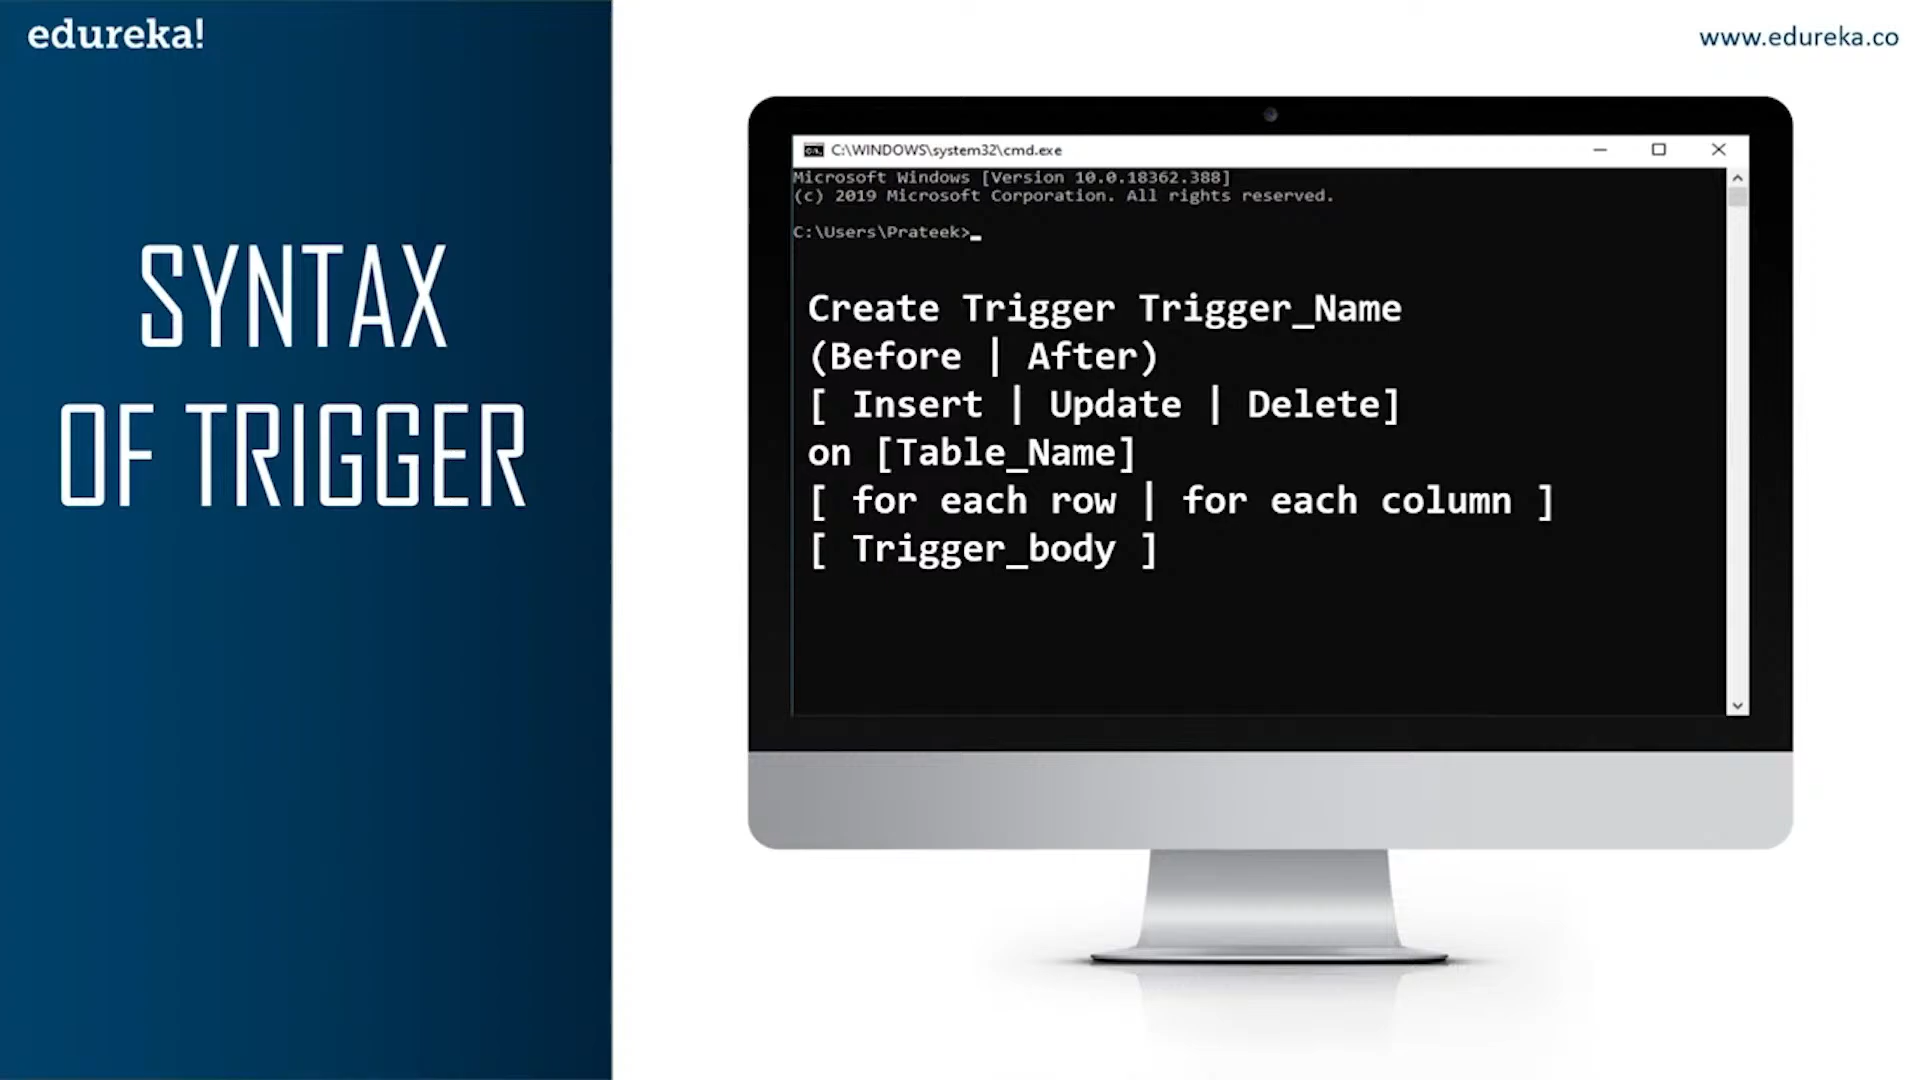 edureka!
www.edureka.co
SYNTAX
OF TRIGGER
C:\WINDOWS\system32\cmd.exe
Microsoft Windows [Version 10.0.18362.388]
(c) 2019 Microsoft Corporation. All rights reserved.
C:\Users\Prateek>_
Create Trigger Trigger_Name
(Before | After)
[ Insert | Update | Delete]
on [Table_Name]
[ for each row | for each column ]
[ Trigger_body ]